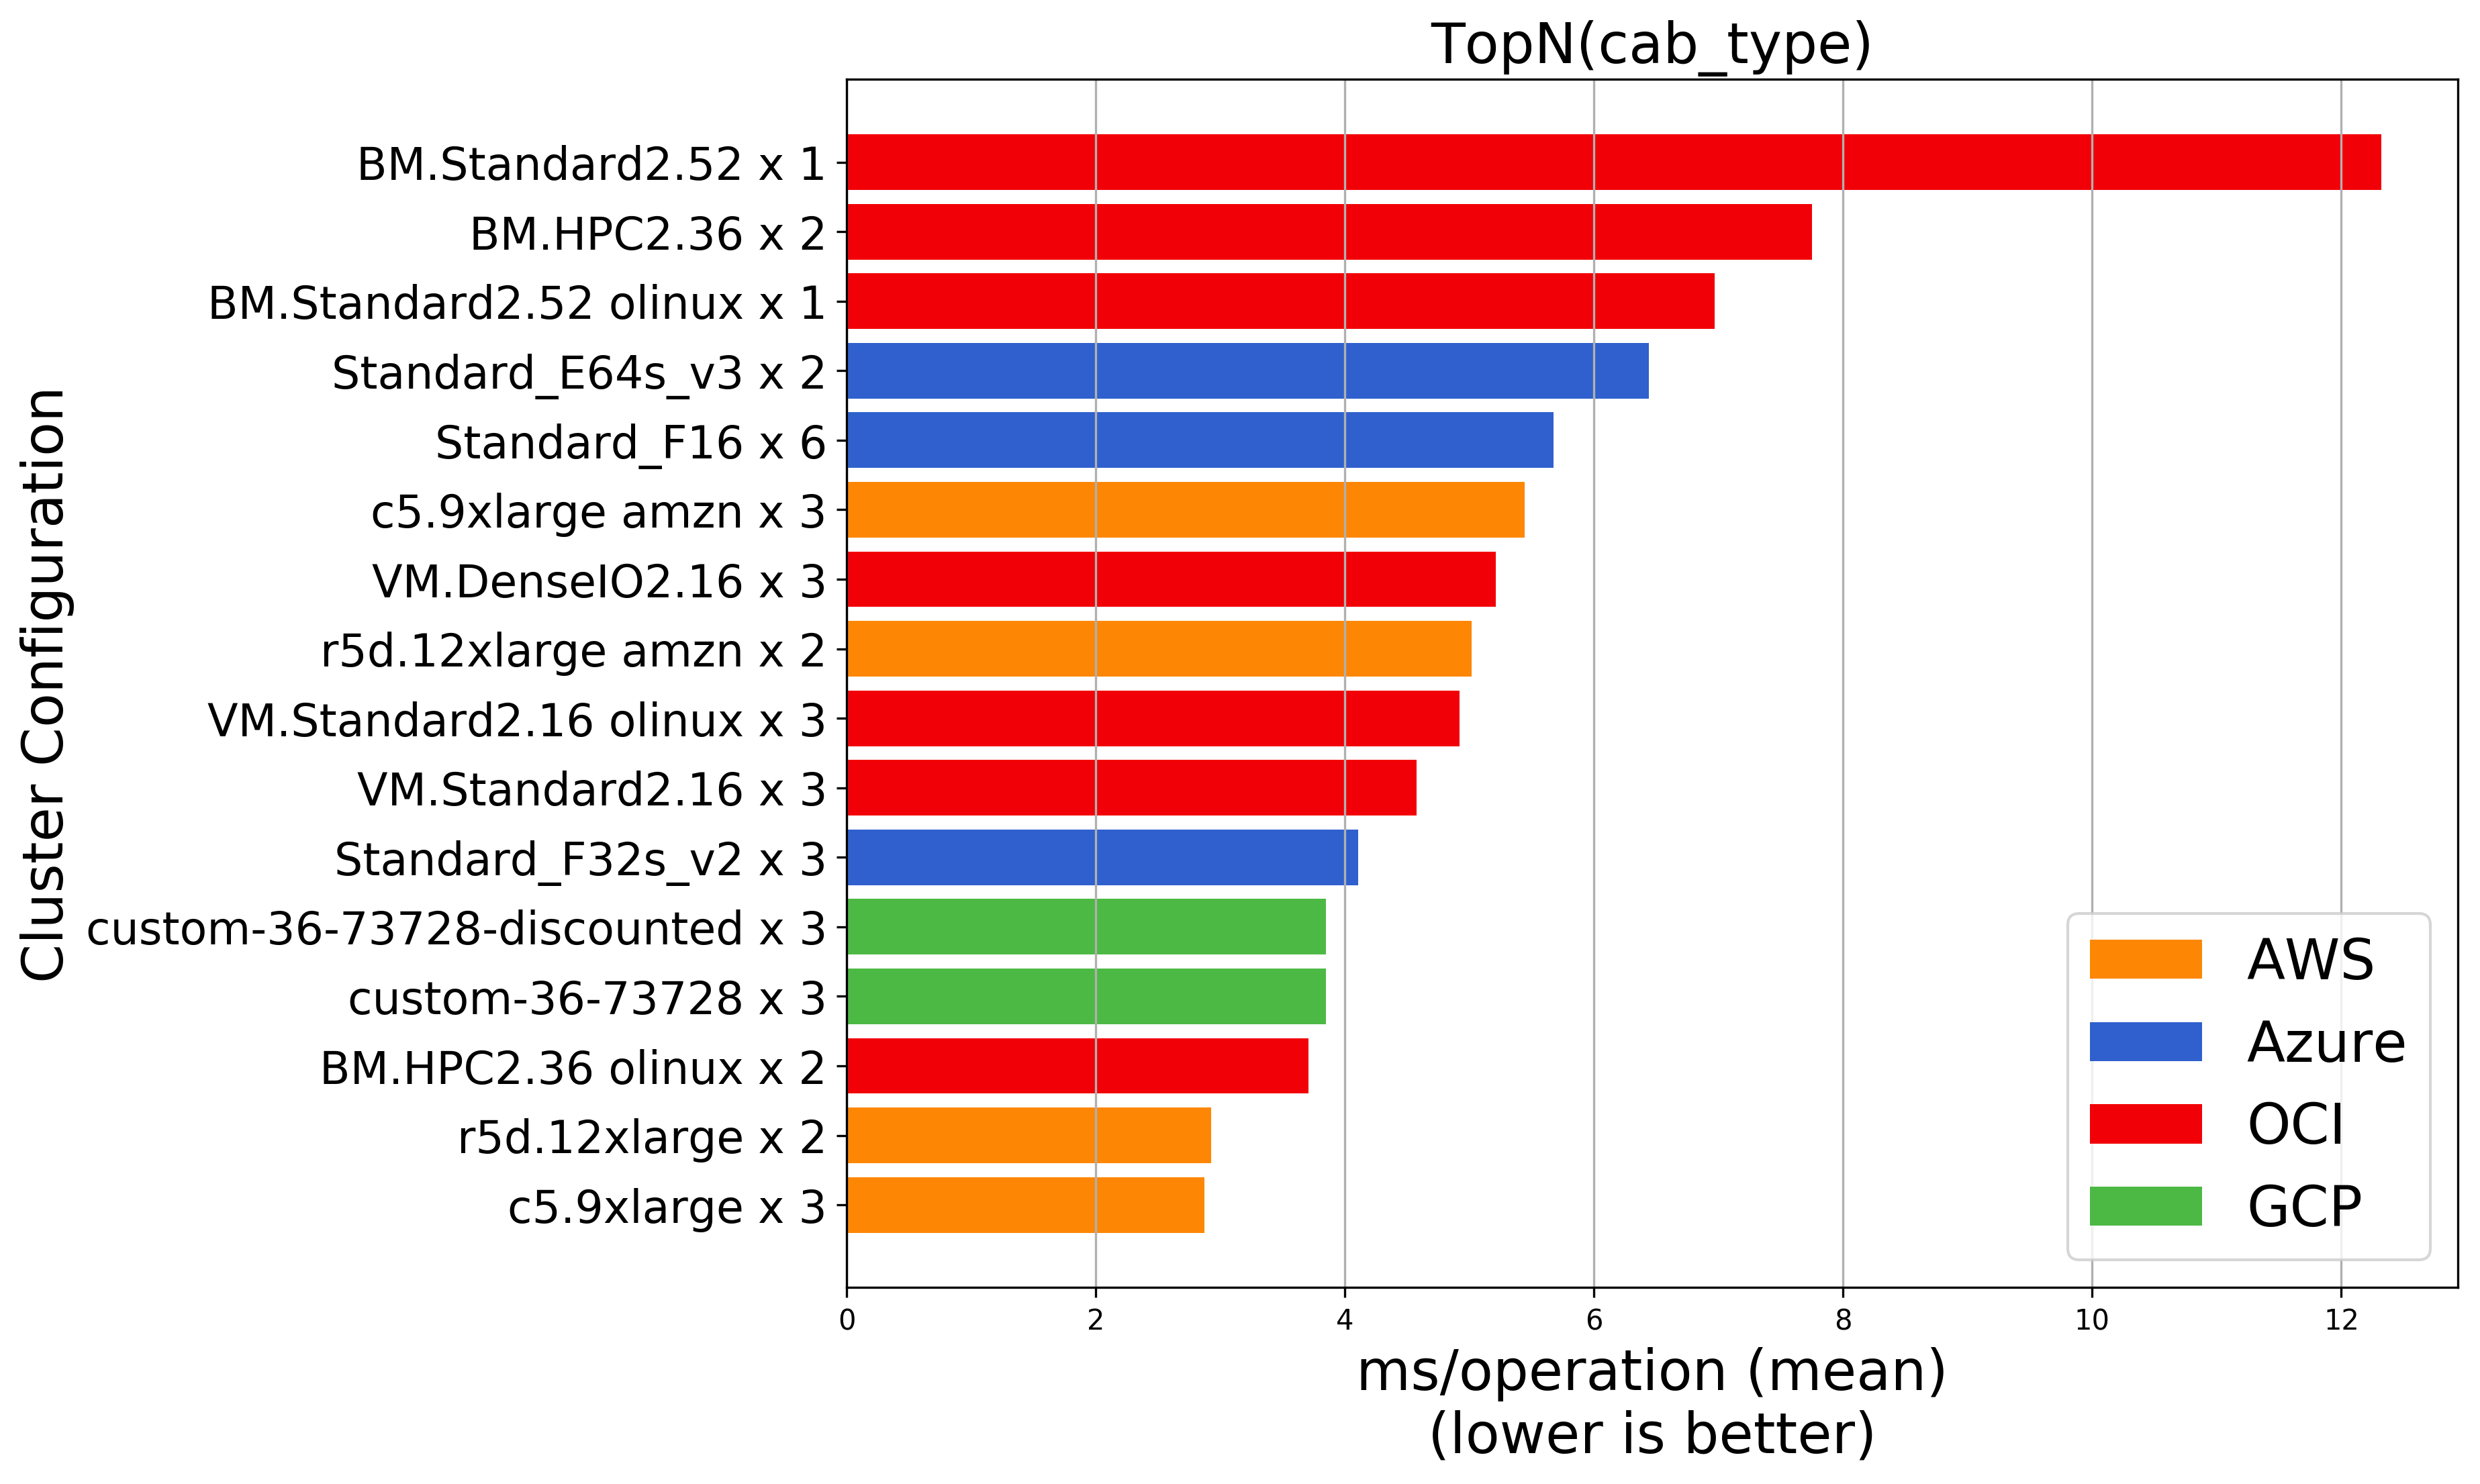 TopN(cab_type)
BM.Standard2.52 x 1
BM.HPC2.36 x 2
BM.Standard2.52 olinux x 1
Standard_E64s_v3 x 2
Standard_F16 x 6
c5.9xlarge amzn x 3
VM.DenseIO2.16 x 3
r5d.12xlarge amzn x 2
VM.Standard2.16 olinux x 3
VM.Standard2.16 x 3
Standard_F32s_v2 x 3
custom-36-73728-discounted x 3
custom-36-73728 x 3
BM.HPC2.36 olinux x 2
r5d.12xlarge x 2
c5.9xlarge x 3
Cluster Configuration
AWS
Azure
OCI
GCP
0 2 4 6 8 10 12
ms/operation (mean)
(lower is better)